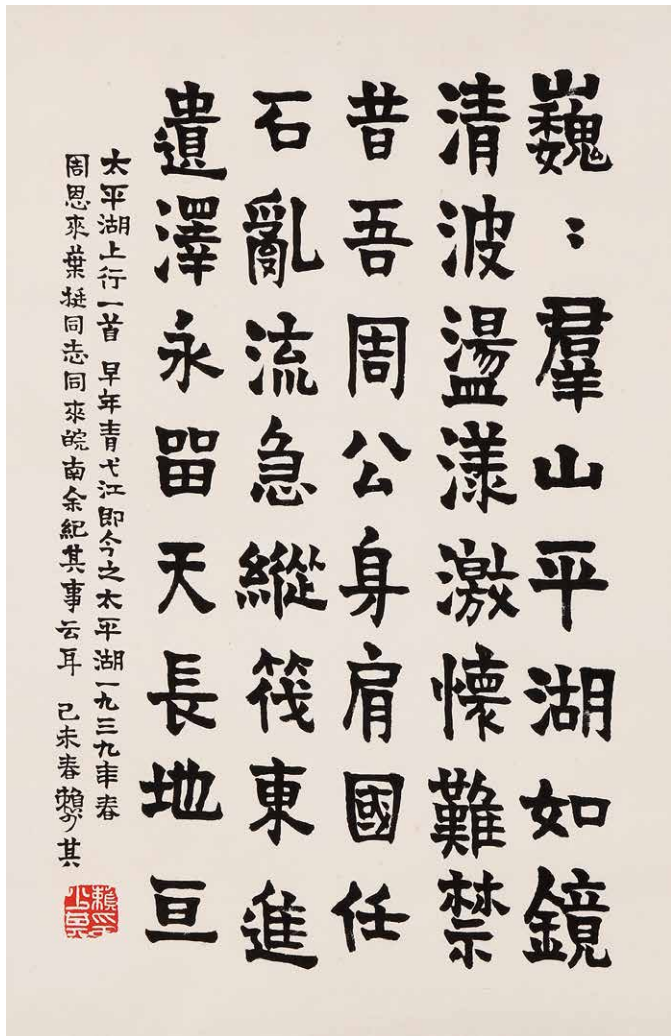 巍：羣山平湖如鏡
清波盪漾激懷難禁
昔吾周公身肩國任
石亂流急縱筏東進
遺澤永留天長地亘
太平湖上行一首 早年青弋江即今之太平湖一九三九年春
周恩來葉挺同志同來皖南余紀其事云耳 己未春賴少其